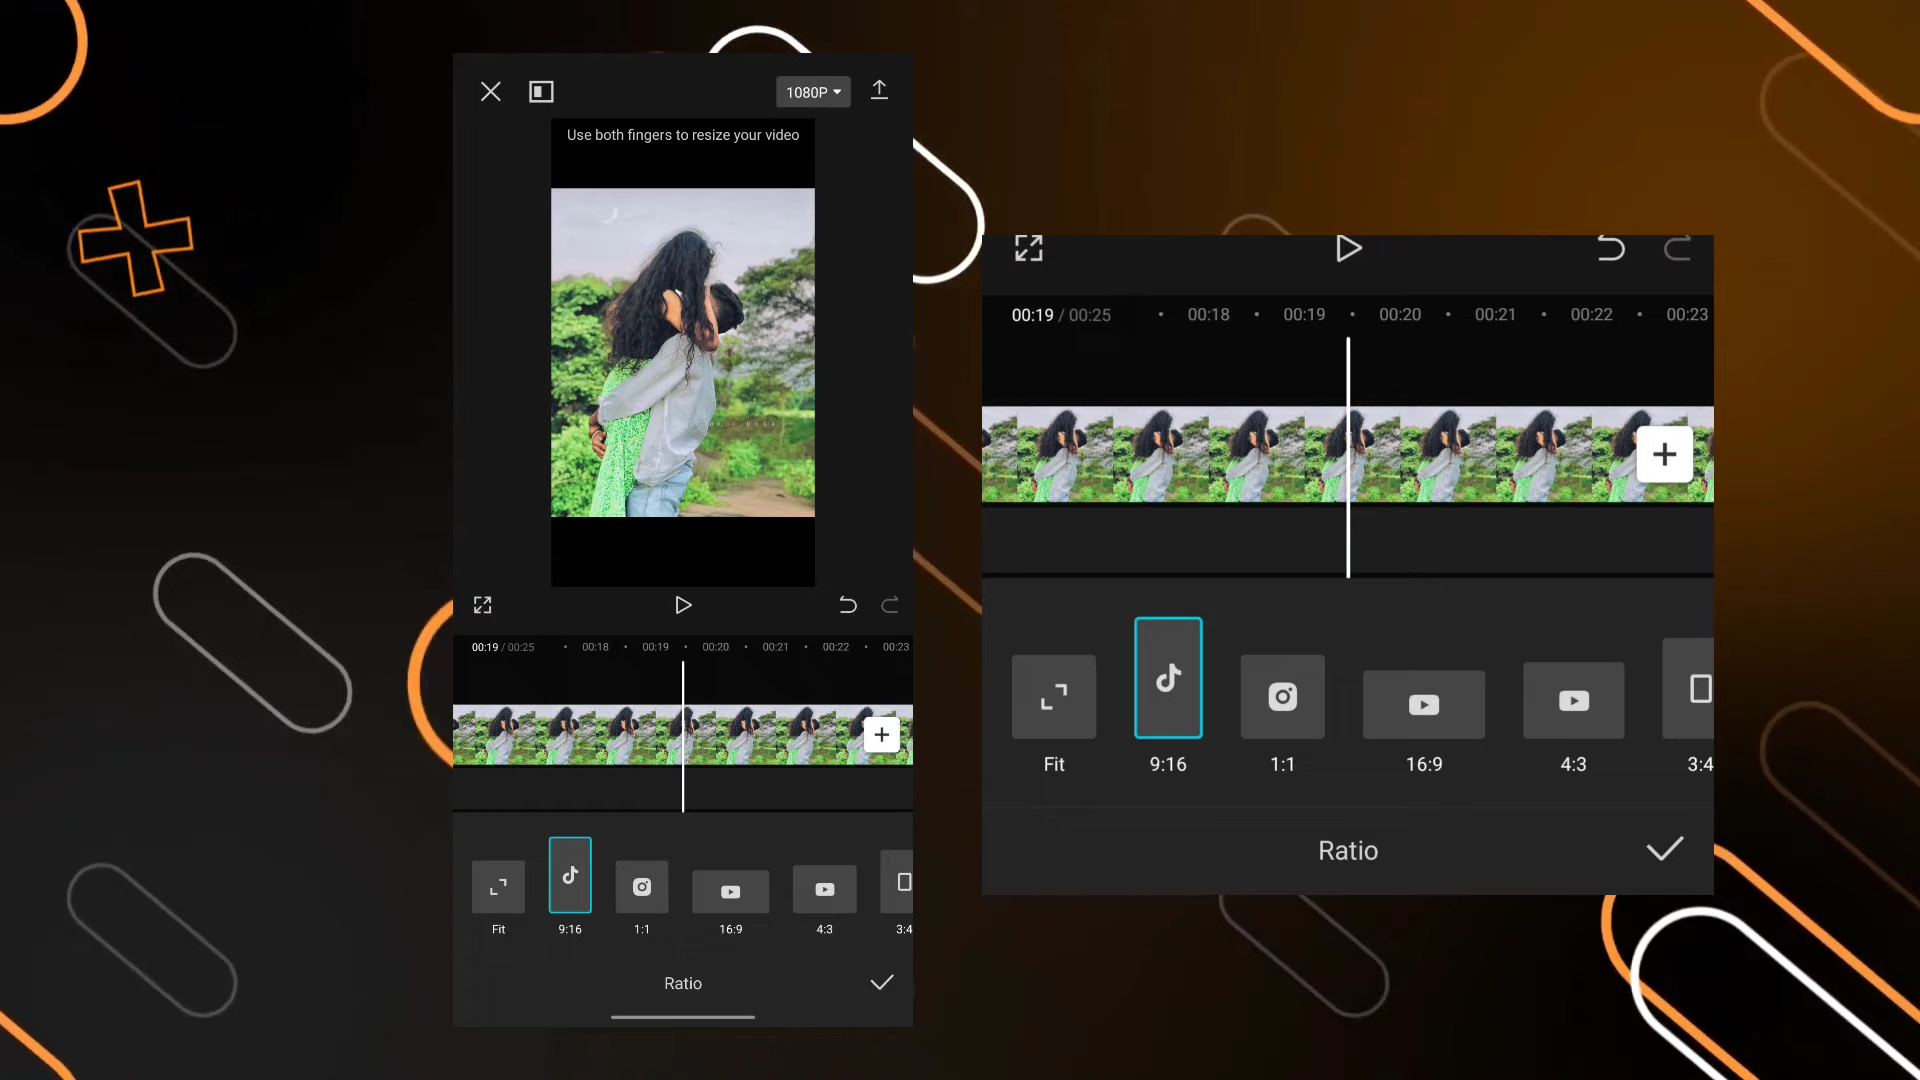 1080P
Use both fingers to resize your video
00:19 / 00:25 00:18 00:19 00:20 00:21 00:22 00:23
Fit 9:16 1:1 16:9 4:3 3:4
Ratio
00:19 / 00:25 00:18 00:19 00:20 00:21 00:22 00:23
Fit 9:16 1:1 16:9 4:3 3:4
Ratio